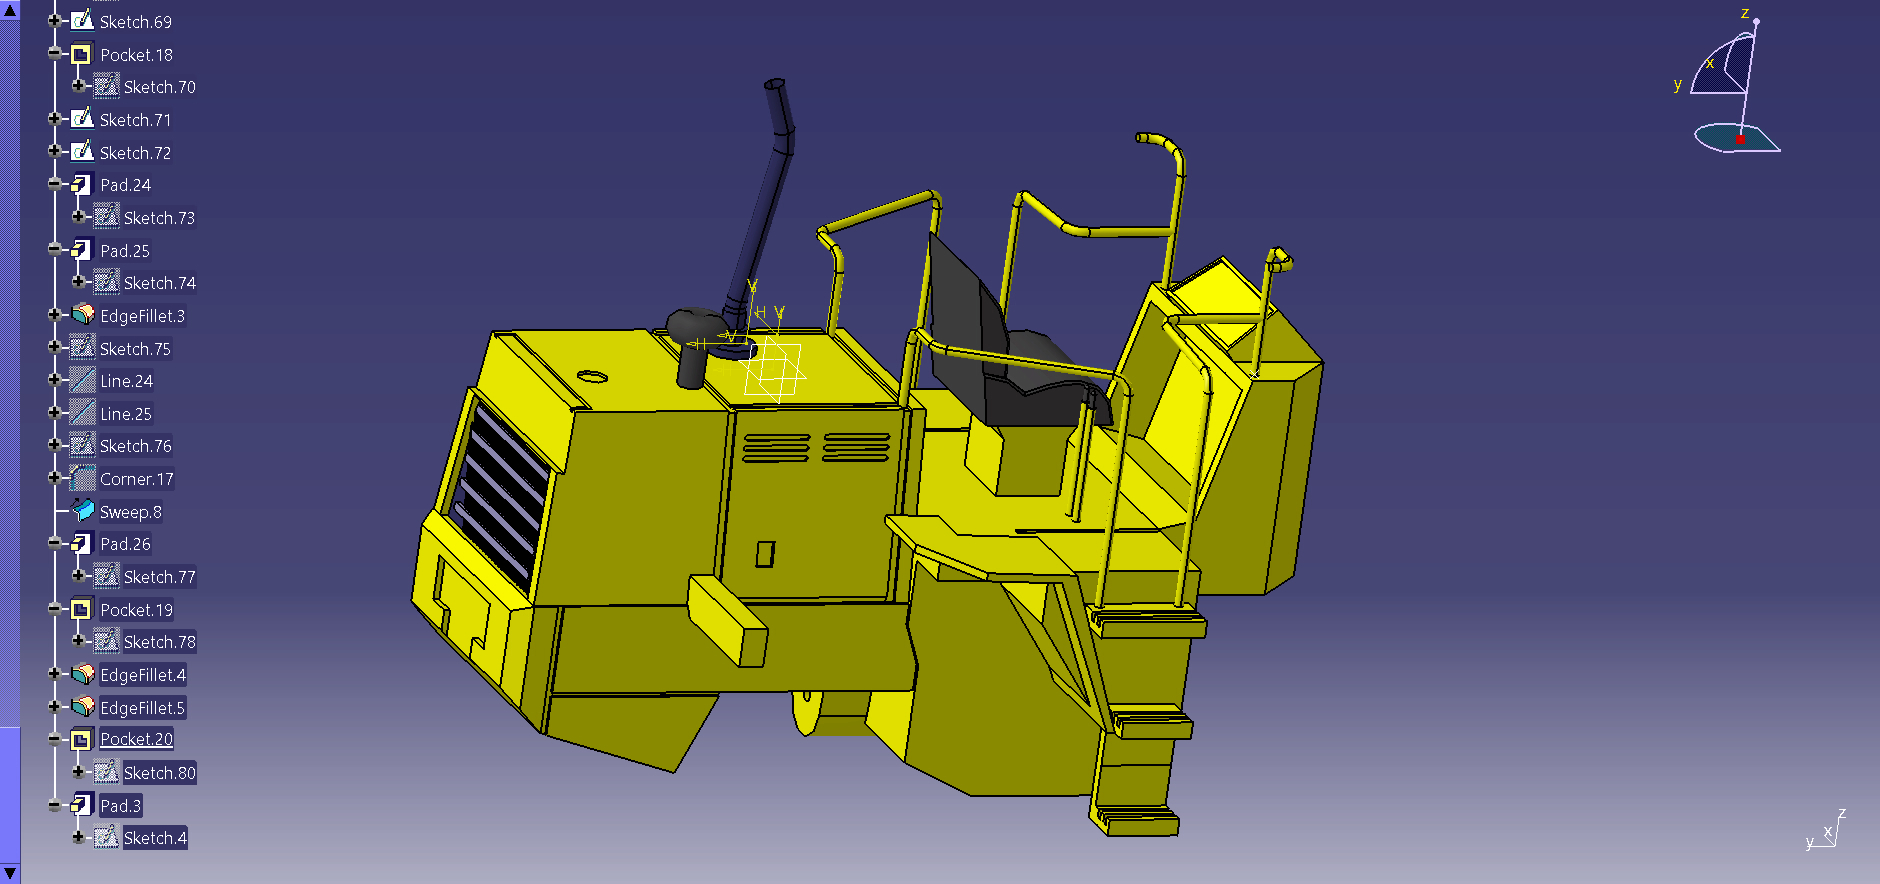 Sketch.69
Pocket.18
Sketch.70
Sketch.71
Sketch.72
Pad.24
Sketch.73
Pad.25
Sketch.74
EdgeFillet.3
Sketch.75
Line.24
Line.25
Sketch.76
Corner.17
Sweep.8
Pad.26
Sketch.77
Pocket.19
Sketch.78
EdgeFillet.4
EdgeFillet.5
Pocket.20
Sketch.80
Pad.3
Sketch.4
V
H V
V
H
z
x
y
z
x
y